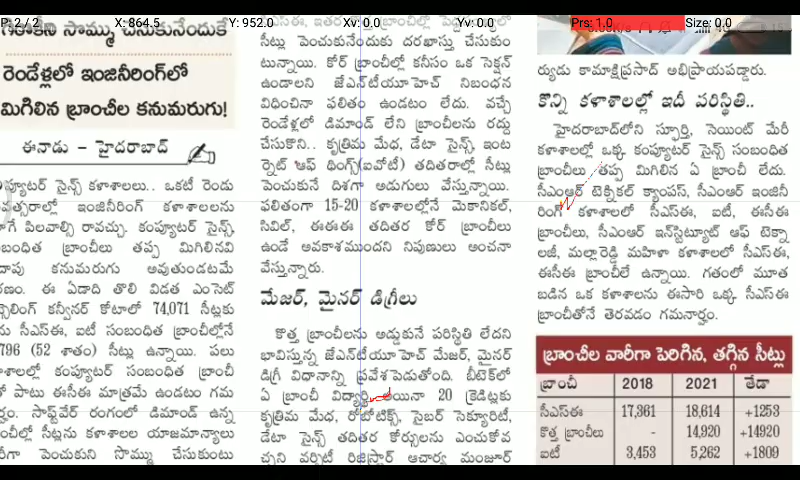 P: 2 / 2 X: 864.5 Y: 952.0 Xv: 0.0 Yv: 0.0 Prs: 1.0 Size: 0.0
రెండేళ్లలో ఇంజినీరింగ్‌లో
మిగిలిన బ్రాంచీల కనుమరుగు!
ఈనాడు - హైదరాబాద్
కళాశాలలు.. ఒకటి రెండు
ఇంజినీరింగ్ కళాశాలలను
పిలవాల్సి రావచ్చు. కంప్యూటర్ సైన్స్,
బ్రాంచీలు తప్ప మిగిలినవి
కనుమరుగు అవుతుండటమే
ఈ ఏడాది తొలి విడత ఎంసెట్
కన్వీనర్ కోటాలో 74,071 సీట్లకు
సీఎస్ఈ, ఐటీ సంబంధిత బ్రాంచీల్లోనే
796 (52 శాతం) సీట్లు ఉన్నాయి. పలు
కంప్యూటర్ సంబంధిత బ్రాంచీ
పాటు ఈసీఈ మాత్రమే ఉండటం గమ
సాఫ్ట్‌వేర్ రంగంలో డిమాండ్ ఉన్న
సీట్లను కళాశాలల యాజమాన్యాలు
పెంచుకుని సొమ్ము చేసుకుంటు
సీట్లు పెంచుకునేందుకు దరఖాస్తు చేసుకుం
టున్నాయి. కోర్ బ్రాంచీల్లో కనీసం ఒక సెక్షన్
ఉండాలని జేఎన్‌టీయూహెచ్ నిబంధన
విధించినా ఫలితం ఉండటం లేదు. వచ్చే
రెండేళ్లలో డిమాండ్ లేని బ్రాంచీలను రద్దు
చేసుకొని.. కృత్రిమ మేధ, డేటా సైన్స్, ఇంట
ర్నెట్ ఆఫ్ థింగ్స్(ఐవోటీ) తదితరాల్లో సీట్లు
పెంచుకునే దిశగా అడుగులు వేస్తున్నాయి.
ఫలితంగా 15-20 కళాశాలల్లోనే మెకానికల్,
సివిల్, ఈఈఈ తదితర కోర్ బ్రాంచీలు
ఉండే అవకాశముందని నిపుణులు అంచనా
వేస్తున్నారు.
మేజర్, మైనర్ డిగ్రీలు
కొత్త బ్రాంచీలను అడ్డుకునే పరిస్థితి లేదని
భావిస్తున్న జేఎన్‌టీయూహెచ్ మేజర్, మైనర్
డిగ్రీ విధానాన్ని ప్రవేశపెడుతోంది. బీటెక్‌లో
ఏ బ్రాంచీ విద్యార్థి అయినా 20 క్రెడిట్లకు
కృత్రిమ మేధ, రోబోటిక్స్, సైబర్ సెక్యూరిటీ,
డేటా సైన్స్ తదితర కోర్సులను ఎంచుకోవ
చ్చని వర్సిటీ రిజిస్ట్రార్ ఆచార్య మంజూర్
ర్యుడు కామాక్షిప్రసాద్ అభిప్రాయపడ్డారు.
కొన్ని కళాశాలల్లో ఇదీ పరిస్థితి..
హైదరాబాద్‌లోని స్ఫూర్తి, సెయింట్ మేరీ
కళాశాలల్లో ఒక్క కంప్యూటర్ సైన్స్ సంబంధిత
బ్రాంచీలు తప్ప మిగిలిన ఏ బ్రాంచీ లేదు.
సీఎంఆర్ టెక్నికల్ క్యాంపస్, సీఎంఆర్ ఇంజినీ
రింగ్ కళాశాలలో సీఎస్ఈ, ఐటీ, ఈసీఈ
బ్రాంచీలు, సీఎంఆర్ ఇన్‌స్టిట్యూట్ ఆఫ్ టెక్నా
లజీ, మల్లారెడ్డి మహిళా కళాశాలలో సీఎస్ఈ,
ఈసీఈ బ్రాంచీలే ఉన్నాయి. గతంలో మూత
బడిన ఒక కళాశాలను ఈసారి ఒక్క సీఎస్ఈ
బ్రాంచీతోనే తెరవడం గమనార్హం.
బ్రాంచీల వారీగా పెరిగిన, తగ్గిన సీట్లు
బ్రాంచీ 2018 2021 తేడా
సీఎస్ఈ 17,361 18,614 +1253
కొత్త బ్రాంచీలు - 14,920 +14920
ఐటీ 3,453 5,262 +1809